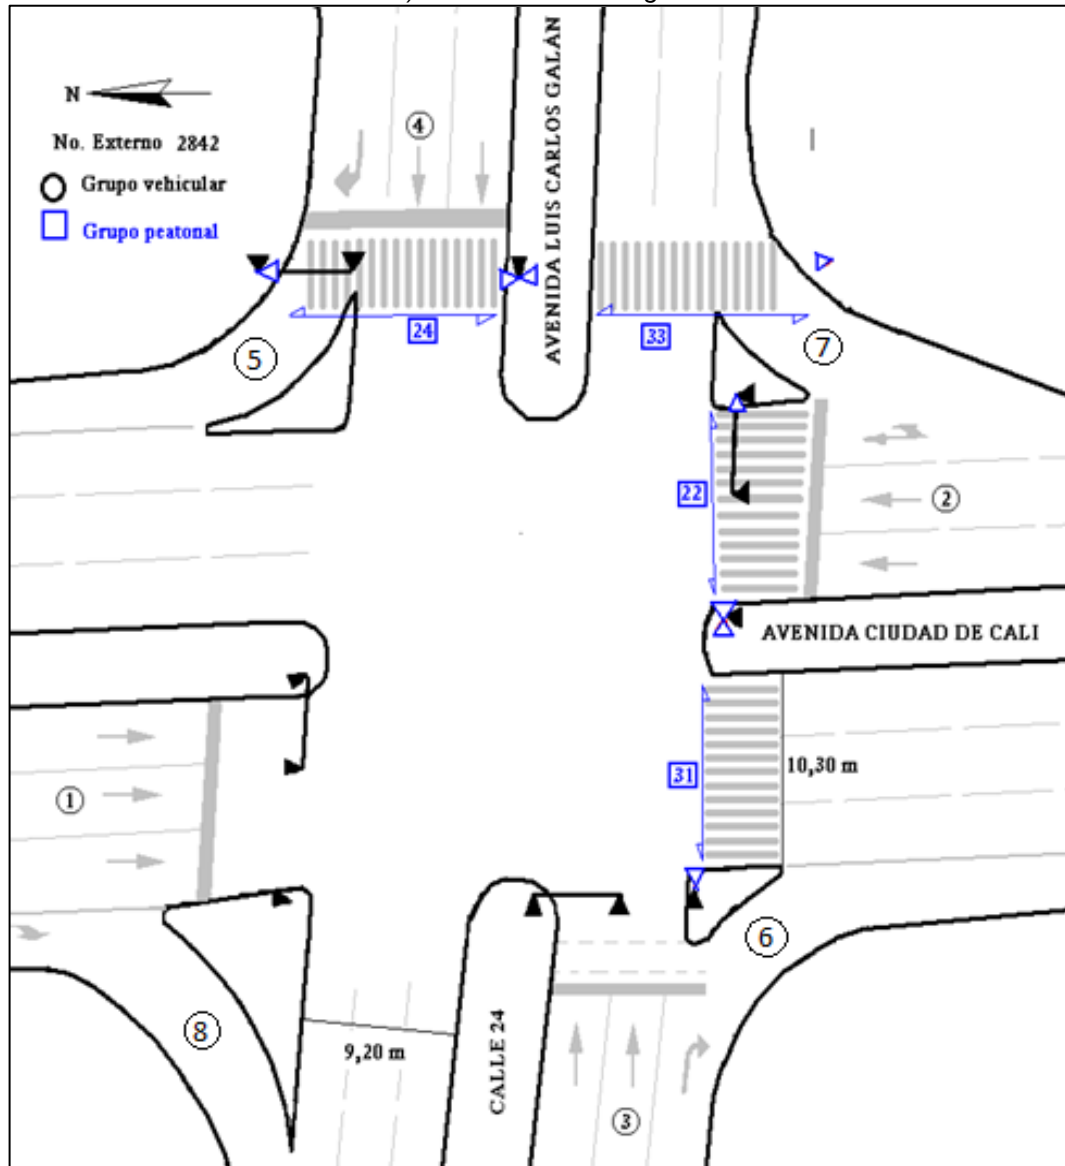 N
No. Externo 2842
Grupo vehicular
Grupo peatonal
4
AVENIDA LUIS CARLOS GALÁN
24
33
5
7
22
2
AVENIDA CIUDAD DE CALI
31
10,30 m
1
6
8
9,20 m
CALLE 24
3